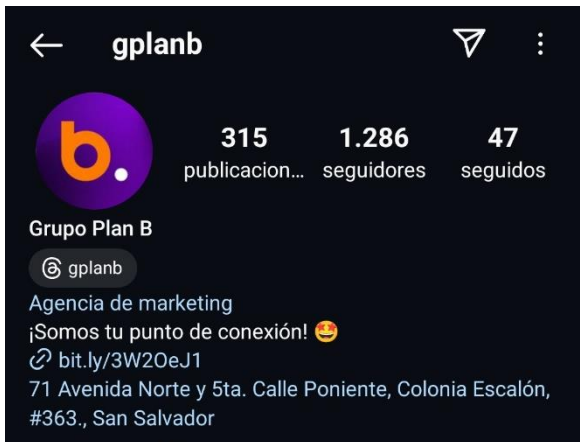 gplanb
b.
315 1.286 47
publicacion... seguidores seguidos
Grupo Plan B
gplanb
Agencia de marketing
¡Somos tu punto de conexión! 🤩
bit.ly/3W2OeJ1
71 Avenida Norte y 5ta. Calle Poniente, Colonia Escalón,
#363., San Salvador